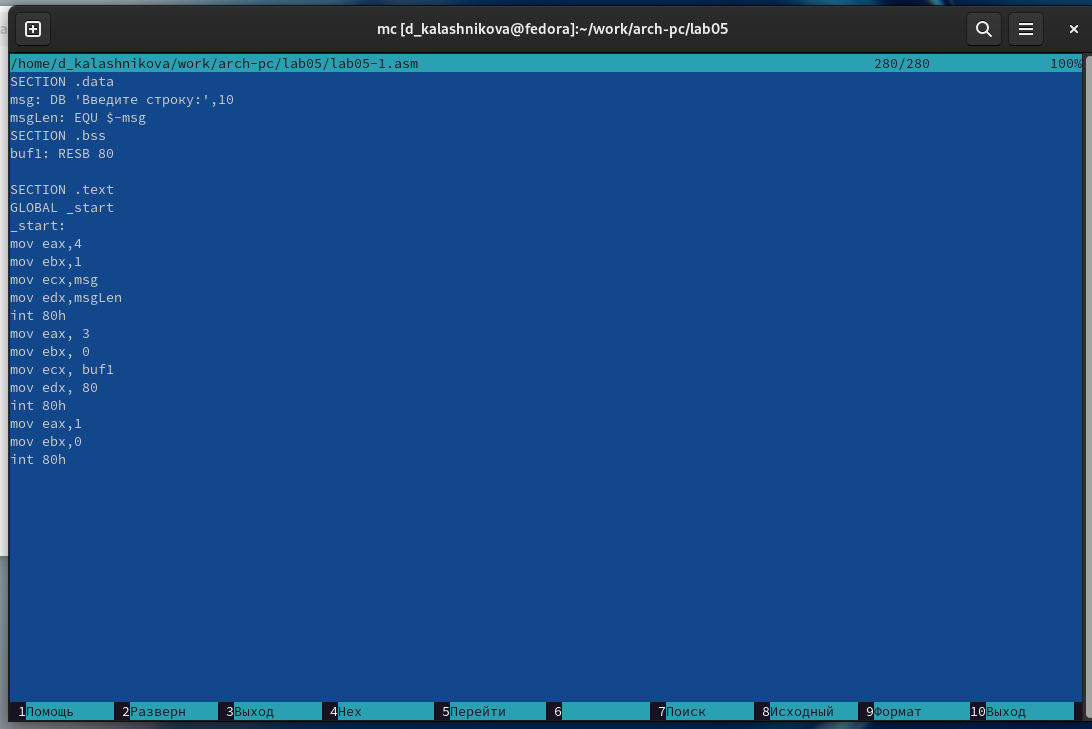 mc [d_kalashnikova@fedora]:~/work/arch-pc/lab05
/home/d_kalashnikova/work/arch-pc/lab05/lab05-1.asm 280/280 100%
SECTION .data
msg: DB 'Введите строку:',10
msgLen: EQU $-msg
SECTION .bss
buf1: RESB 80
SECTION .text
GLOBAL _start
_start:
mov eax,4
mov ebx,1
mov ecx,msg
mov edx,msgLen
int 80h
mov eax, 3
mov ebx, 0
mov ecx, buf1
mov edx, 80
int 80h
mov eax,1
mov ebx,0
int 80h
1Помощь 2Разверн 3Выход 4Hex 5Перейти 6 7Поиск 8Исходный 9Формат 10Выход